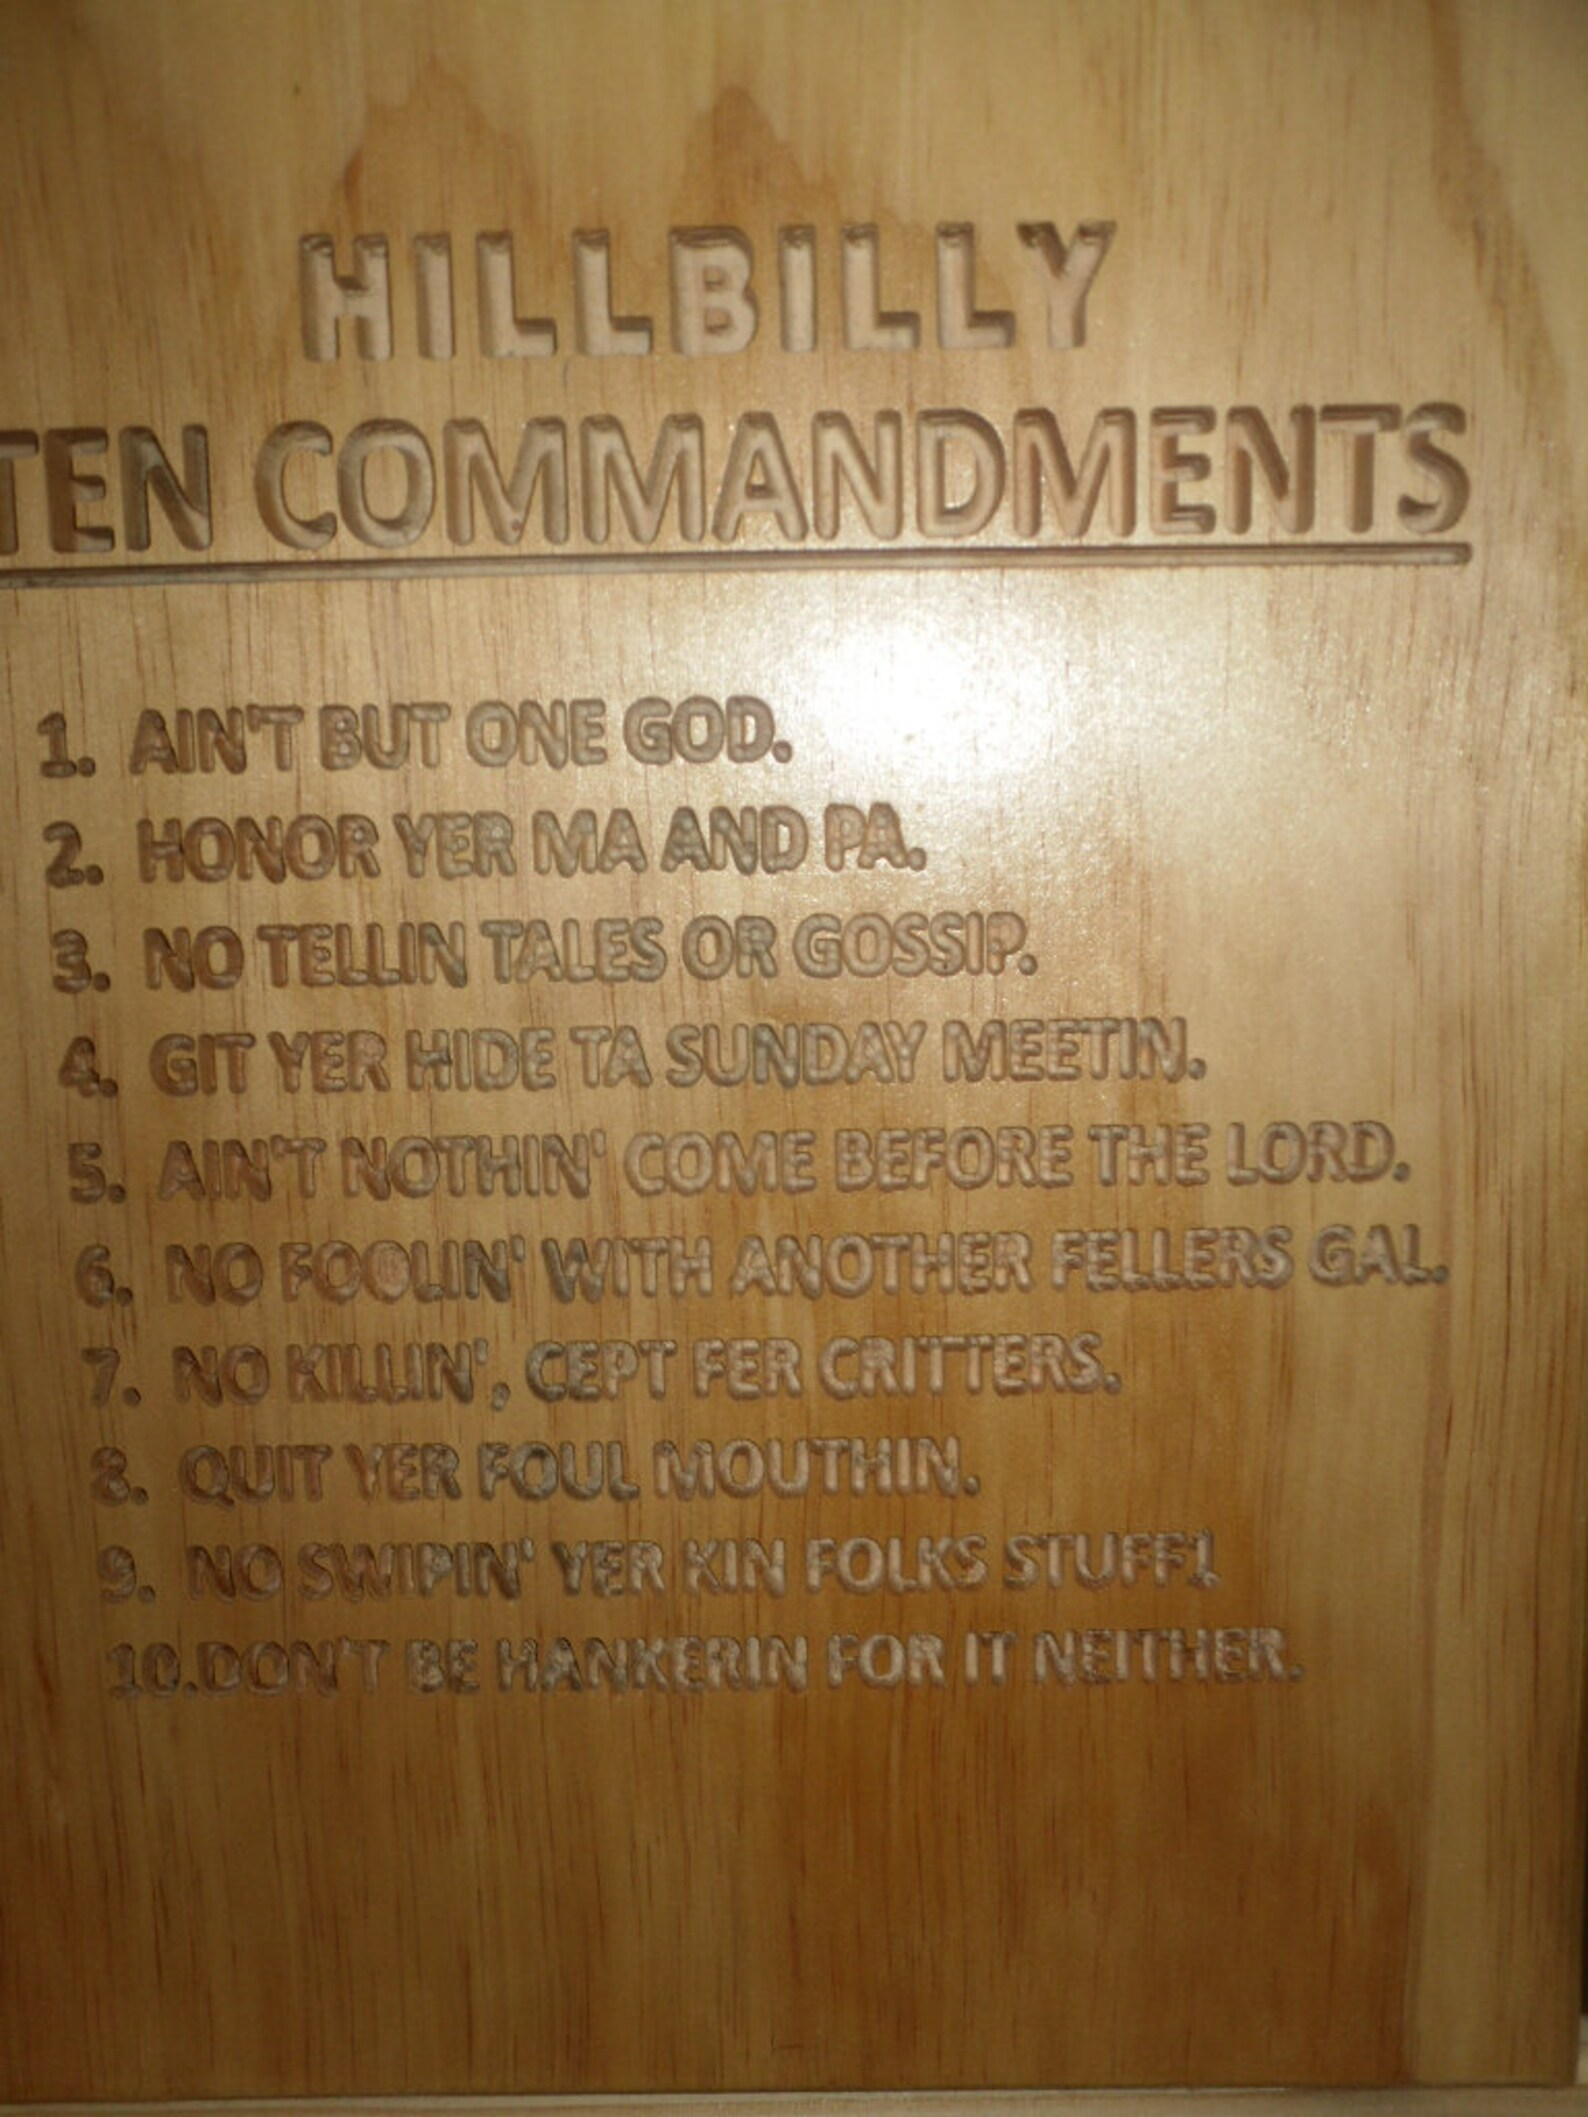 HILLBILLY
TEN COMMANDMENTS
1. AIN'T BUT ONE GOD.
2. HONOR YER MA AND PA.
3. NO TELLIN TALES OR GOSSIP.
4. GIT YER HIDE TA SUNDAY MEETIN.
5. AIN'T NOTHIN' COME BEFORE THE LORD.
6. NO FOOLIN' WITH ANOTHER FELLERS GAL.
7. NO KILLIN', CEPT FER CRITTERS.
8. QUIT YER FOUL MOUTHIN.
9. NO SWIPIN' YER KIN FOLKS STUFF1
10.DON'T BE HANKERIN FOR IT NEITHER.